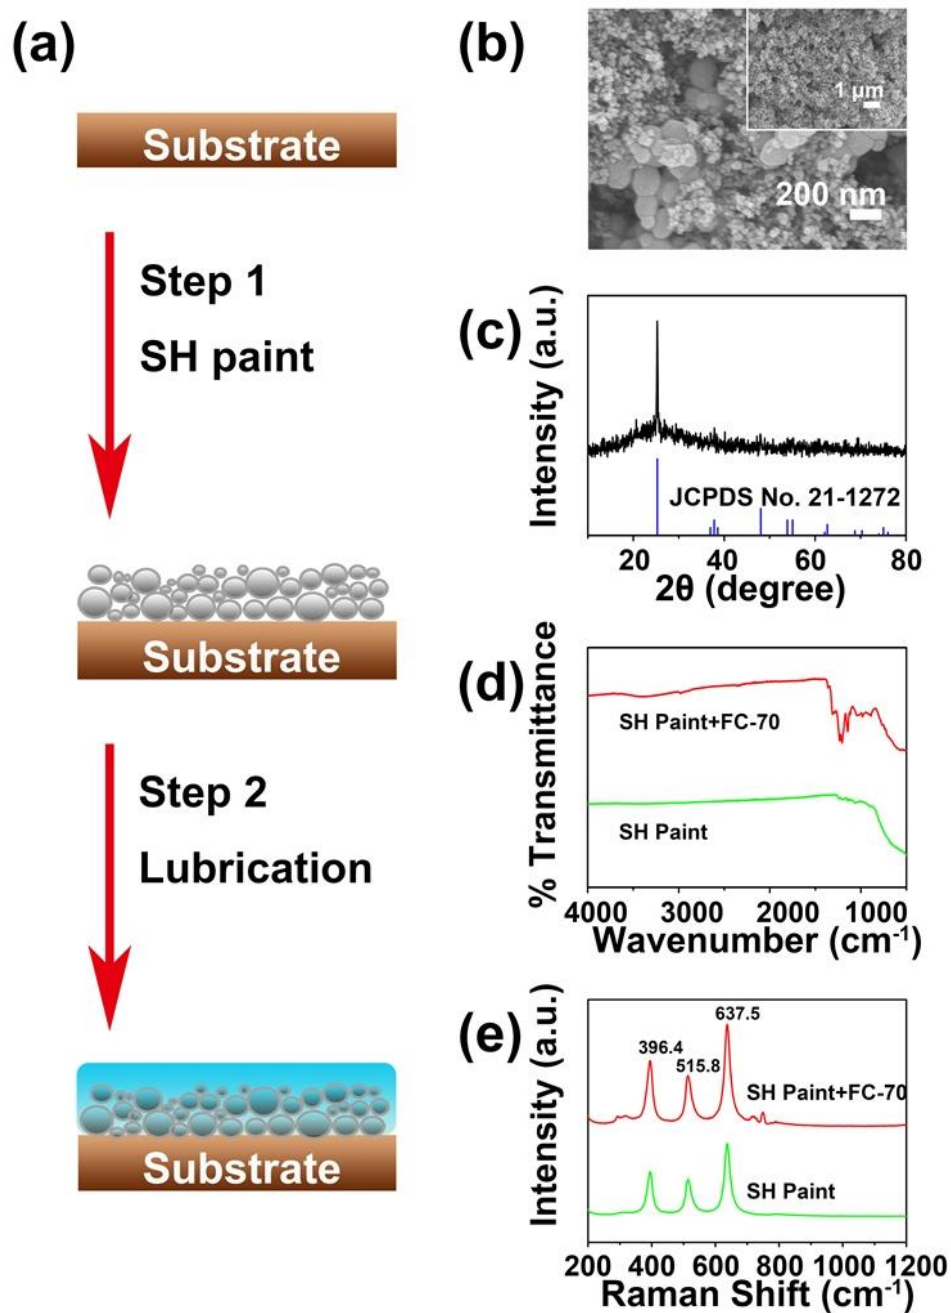 (a)
Substrate
Step 1
SH paint
Substrate
Step 2
Lubrication
Substrate
(b)
1 μm
200 nm
(c)
Intensity (a.u.)
JCPDS No. 21-1272
20 40 60 80
2θ (degree)
(d)
% Transmittance
SH Paint+FC-70
SH Paint
4000 3000 2000 1000
Wavenumber (cm⁻¹)
(e)
Intensity (a.u.)
637.5
396.4
515.8
SH Paint+FC-70
SH Paint
200 400 600 800 1000 1200
Raman Shift (cm⁻¹)